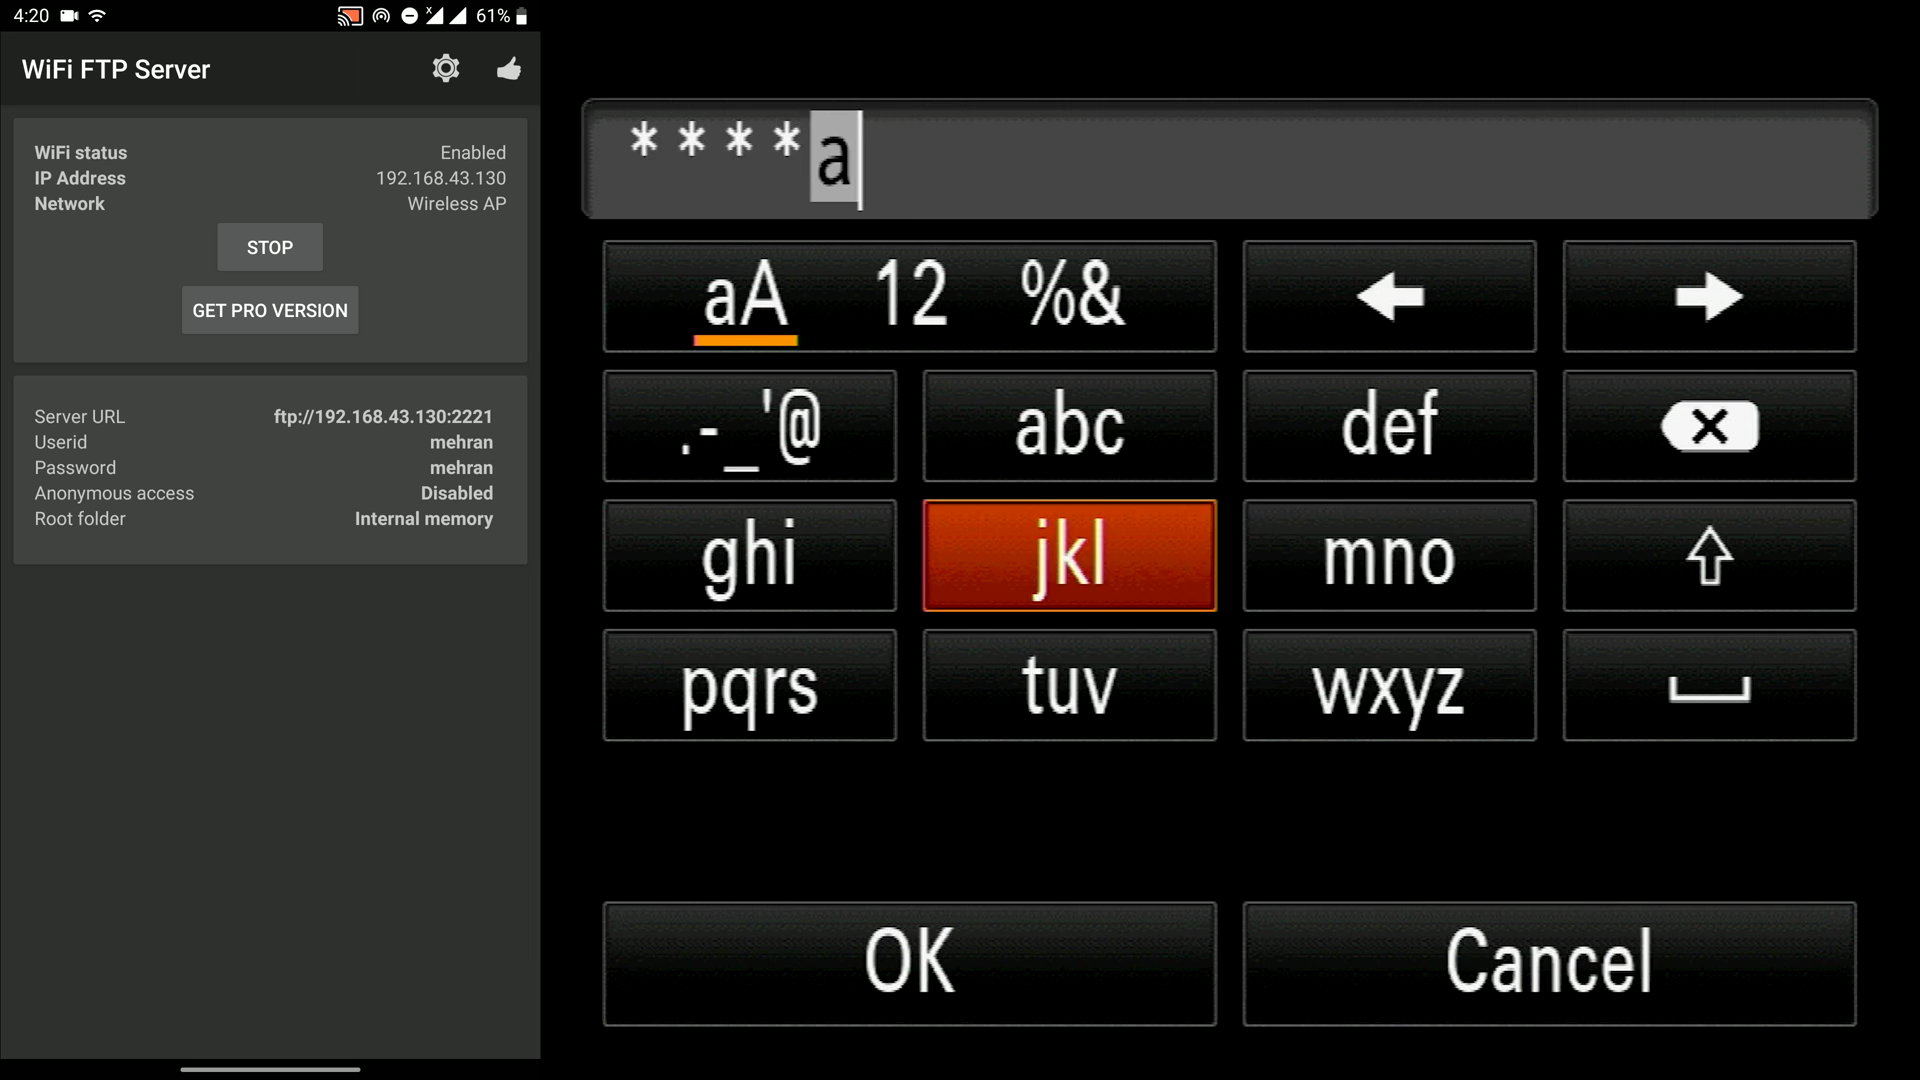 4:20
x
61%
WiFi FTP Server
WiFi status Enabled
IP Address 192.168.43.130
Network Wireless AP
STOP
GET PRO VERSION
Server URL ftp://192.168.43.130:2221
Userid mehran
Password mehran
Anonymous access Disabled
Root folder Internal memory
****a
aA 12 %&
.-_'@ abc def
ghi jkl mno
pqrs tuv wxyz
OK Cancel